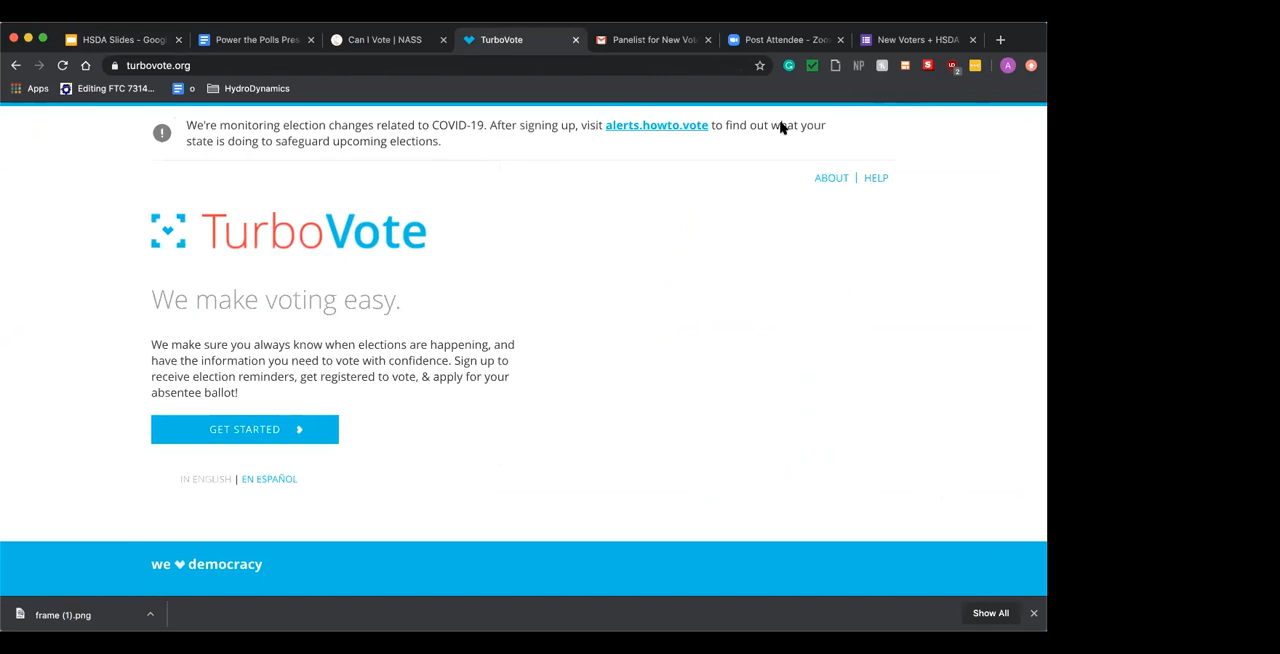 HSDA Slides - Goog
Power the Polls Pres
Can I Vote | NASS
TurboVote
Panelist for New Vot
Post Attendee - Zoo
New Voters + HSDA
turbovote.org
NP
S
2
A
Apps
Editing FTC 7314...
o
HydroDynamics
We're monitoring election changes related to COVID-19. After signing up, visit alerts.howto.vote to find out what your
state is doing to safeguard upcoming elections.
ABOUT | HELP
TurboVote
We make voting easy.
We make sure you always know when elections are happening, and
have the information you need to vote with confidence. Sign up to
receive election reminders, get registered to vote, & apply for your
absentee ballot!
GET STARTED
IN ENGLISH | EN ESPAÑOL
we ♥ democracy
frame (1).png
Show All